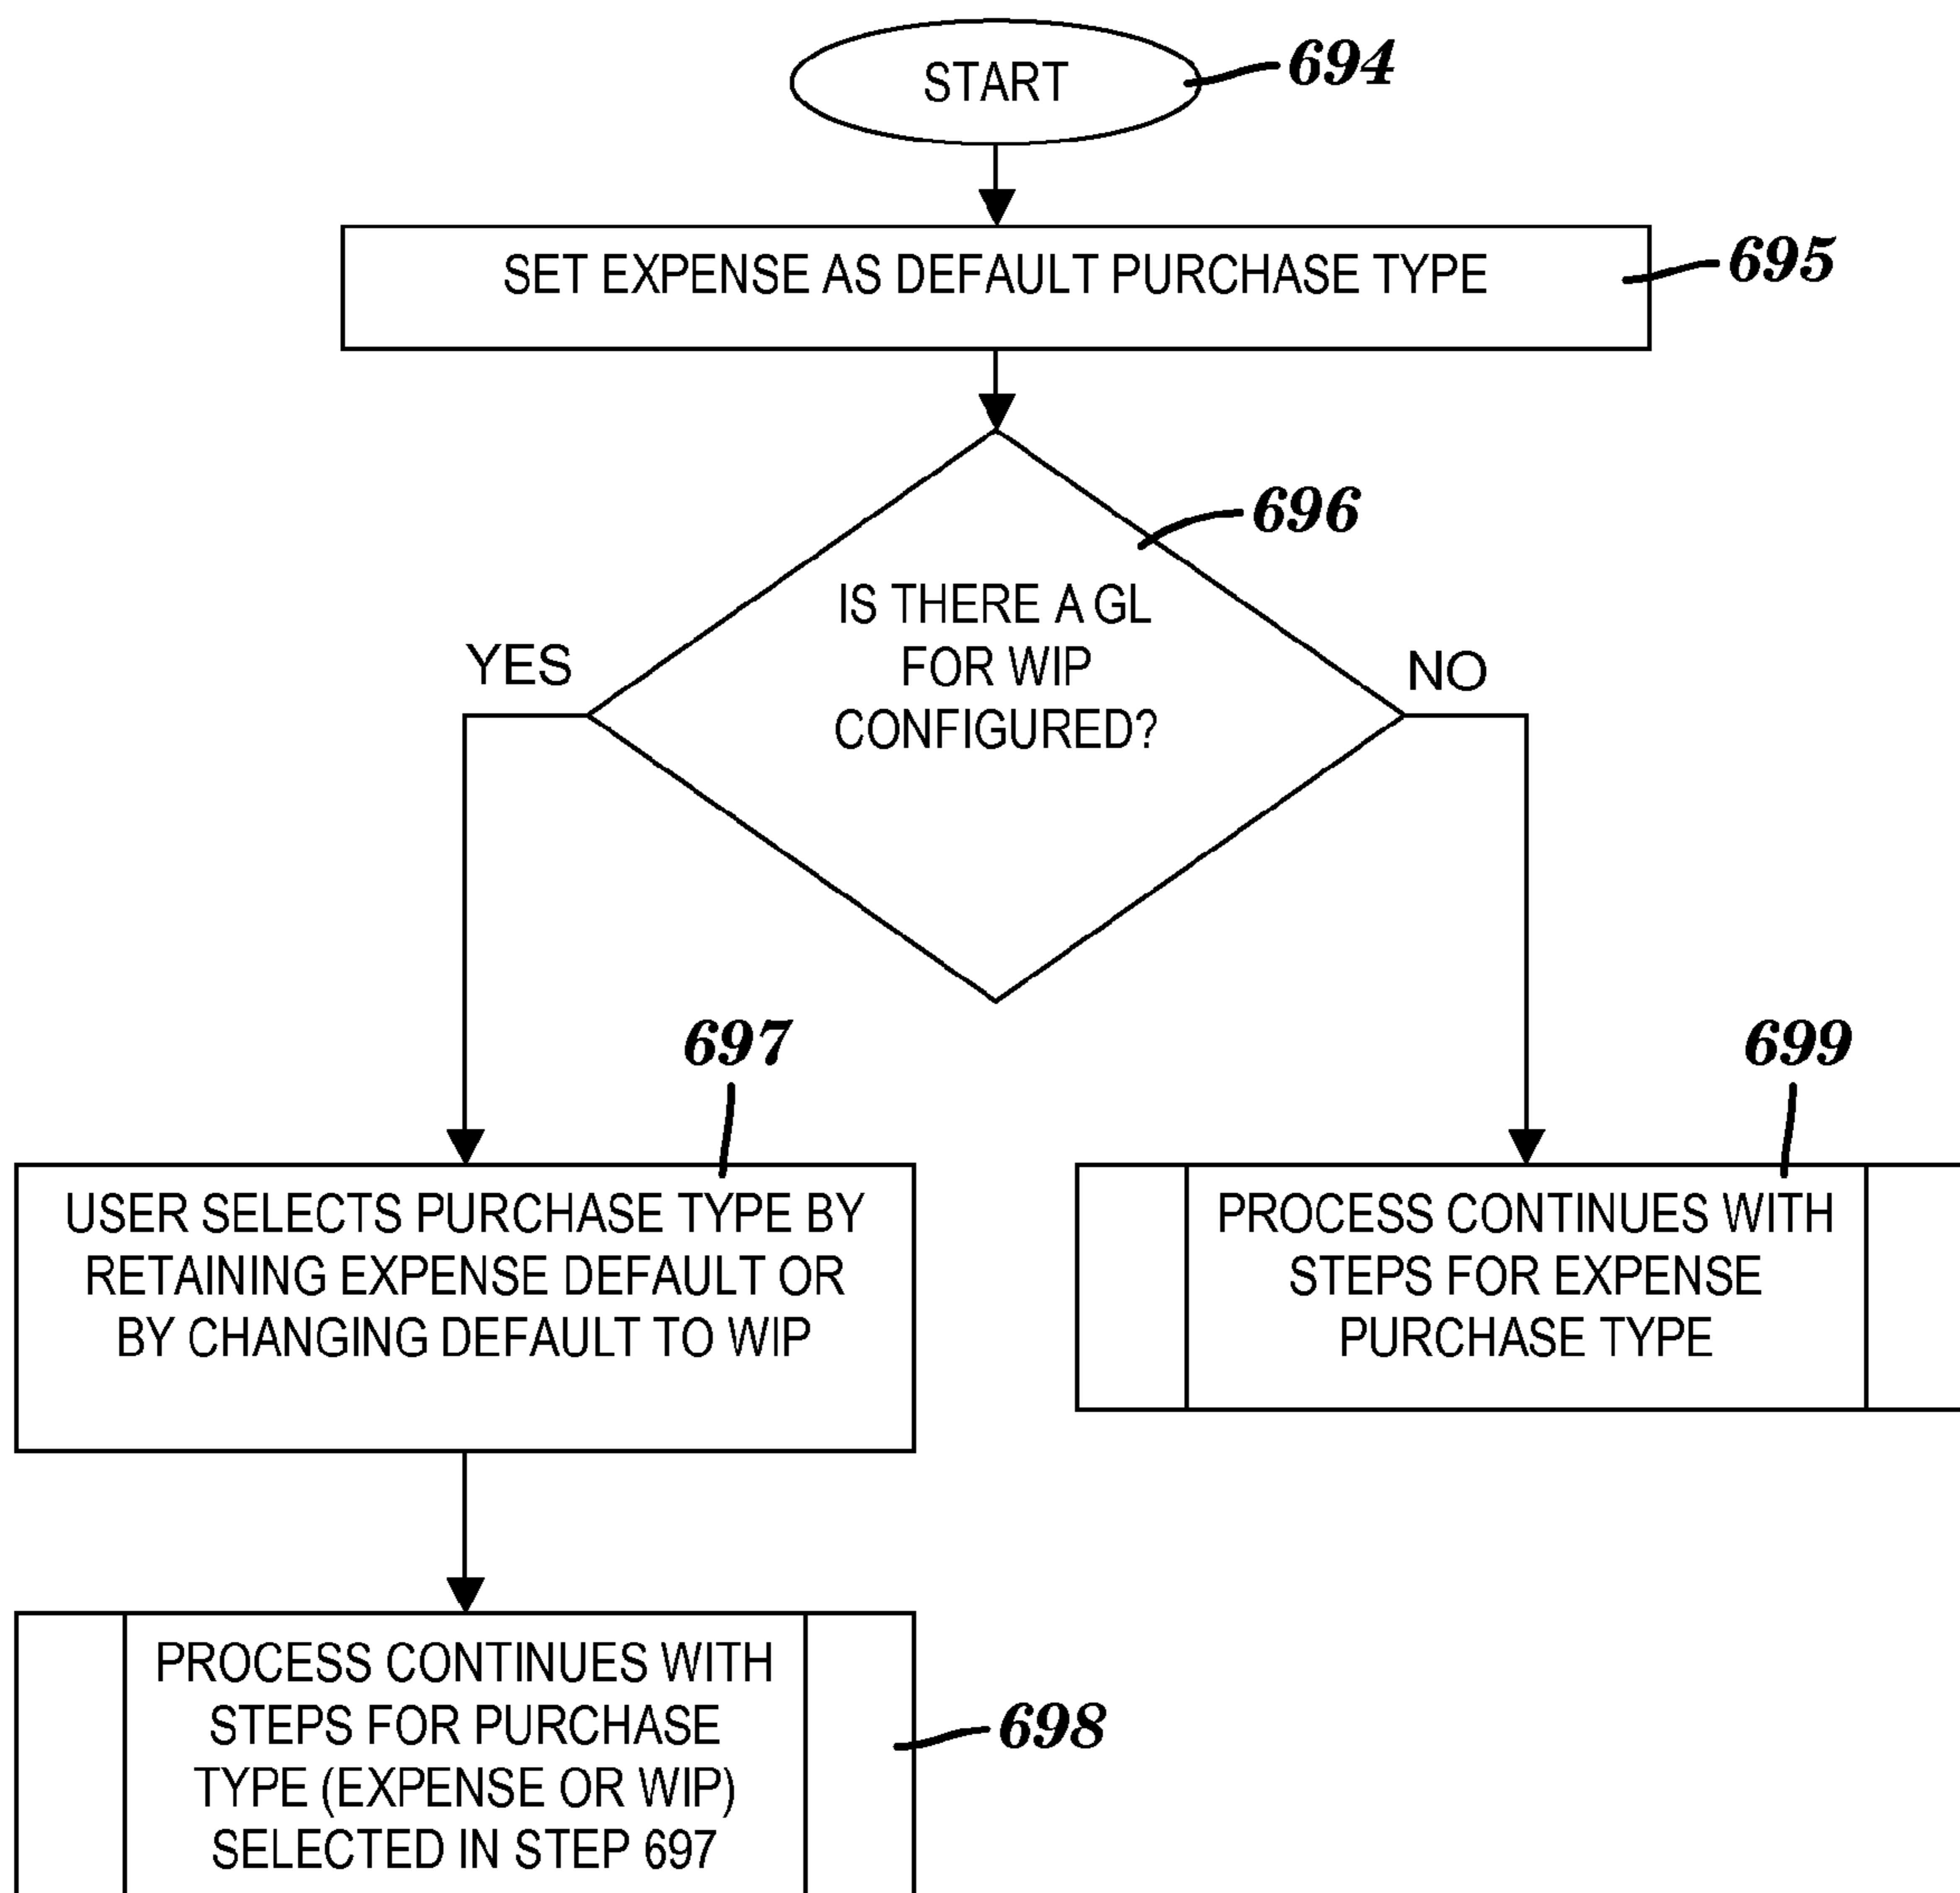 START
694
SET EXPENSE AS DEFAULT PURCHASE TYPE
695
696
IS THERE A GL
FOR WIP
CONFIGURED?
YES
NO
697
699
USER SELECTS PURCHASE TYPE BY
RETAINING EXPENSE DEFAULT OR
BY CHANGING DEFAULT TO WIP
PROCESS CONTINUES WITH
STEPS FOR EXPENSE
PURCHASE TYPE
PROCESS CONTINUES WITH
STEPS FOR PURCHASE
TYPE (EXPENSE OR WIP)
SELECTED IN STEP 697
698